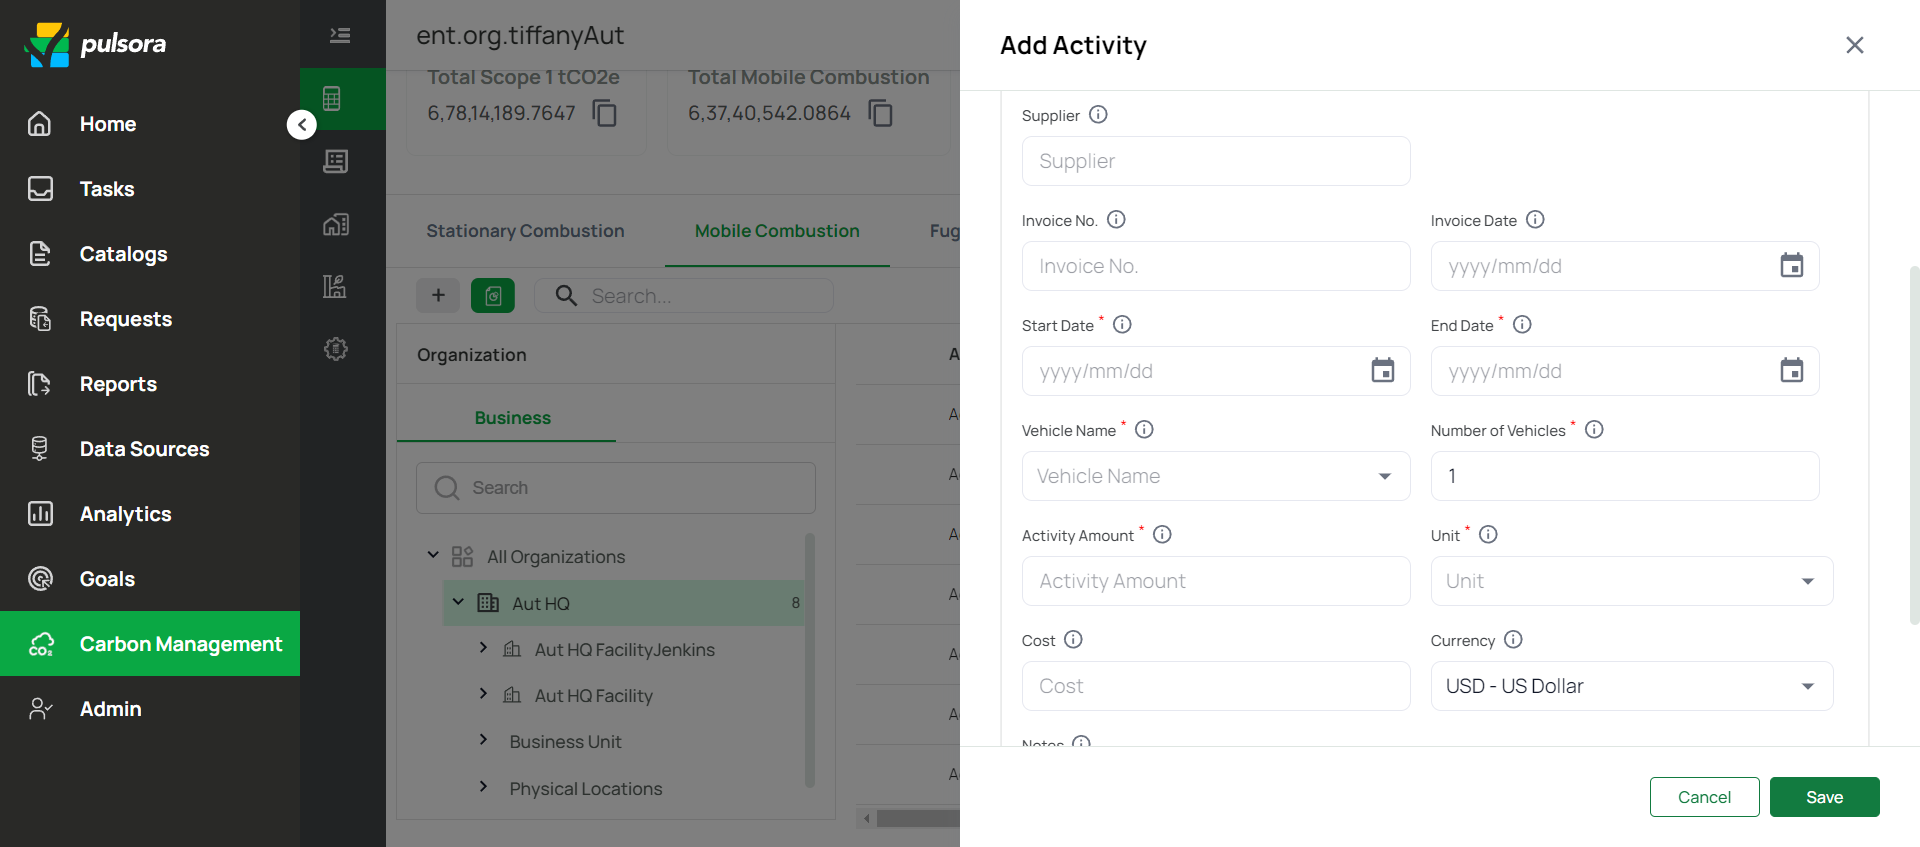 pulsora
Home
Tasks
Catalogs
Requests
Reports
Data Sources
Analytics
Goals
CO₂ Carbon Management
Admin
ent.org.tiffanyAut
Total Scope 1 tCO2e
6,78,14,189.7647
Total Mobile Combustion
6,37,40,542.0864
Stationary Combustion
Mobile Combustion
Fug
+
Search...
Organization
Business
Search
All Organizations
Aut HQ 8
Aut HQ FacilityJenkins
Aut HQ Facility
Business Unit
Physical Locations
Add Activity
Supplier
Supplier
Invoice No.
Invoice No.
Invoice Date
yyyy/mm/dd
Start Date *
yyyy/mm/dd
End Date *
yyyy/mm/dd
Vehicle Name *
Vehicle Name
Number of Vehicles *
1
Activity Amount *
Activity Amount
Unit *
Unit
Cost
Cost
Currency
USD - US Dollar
Notes
Cancel
Save